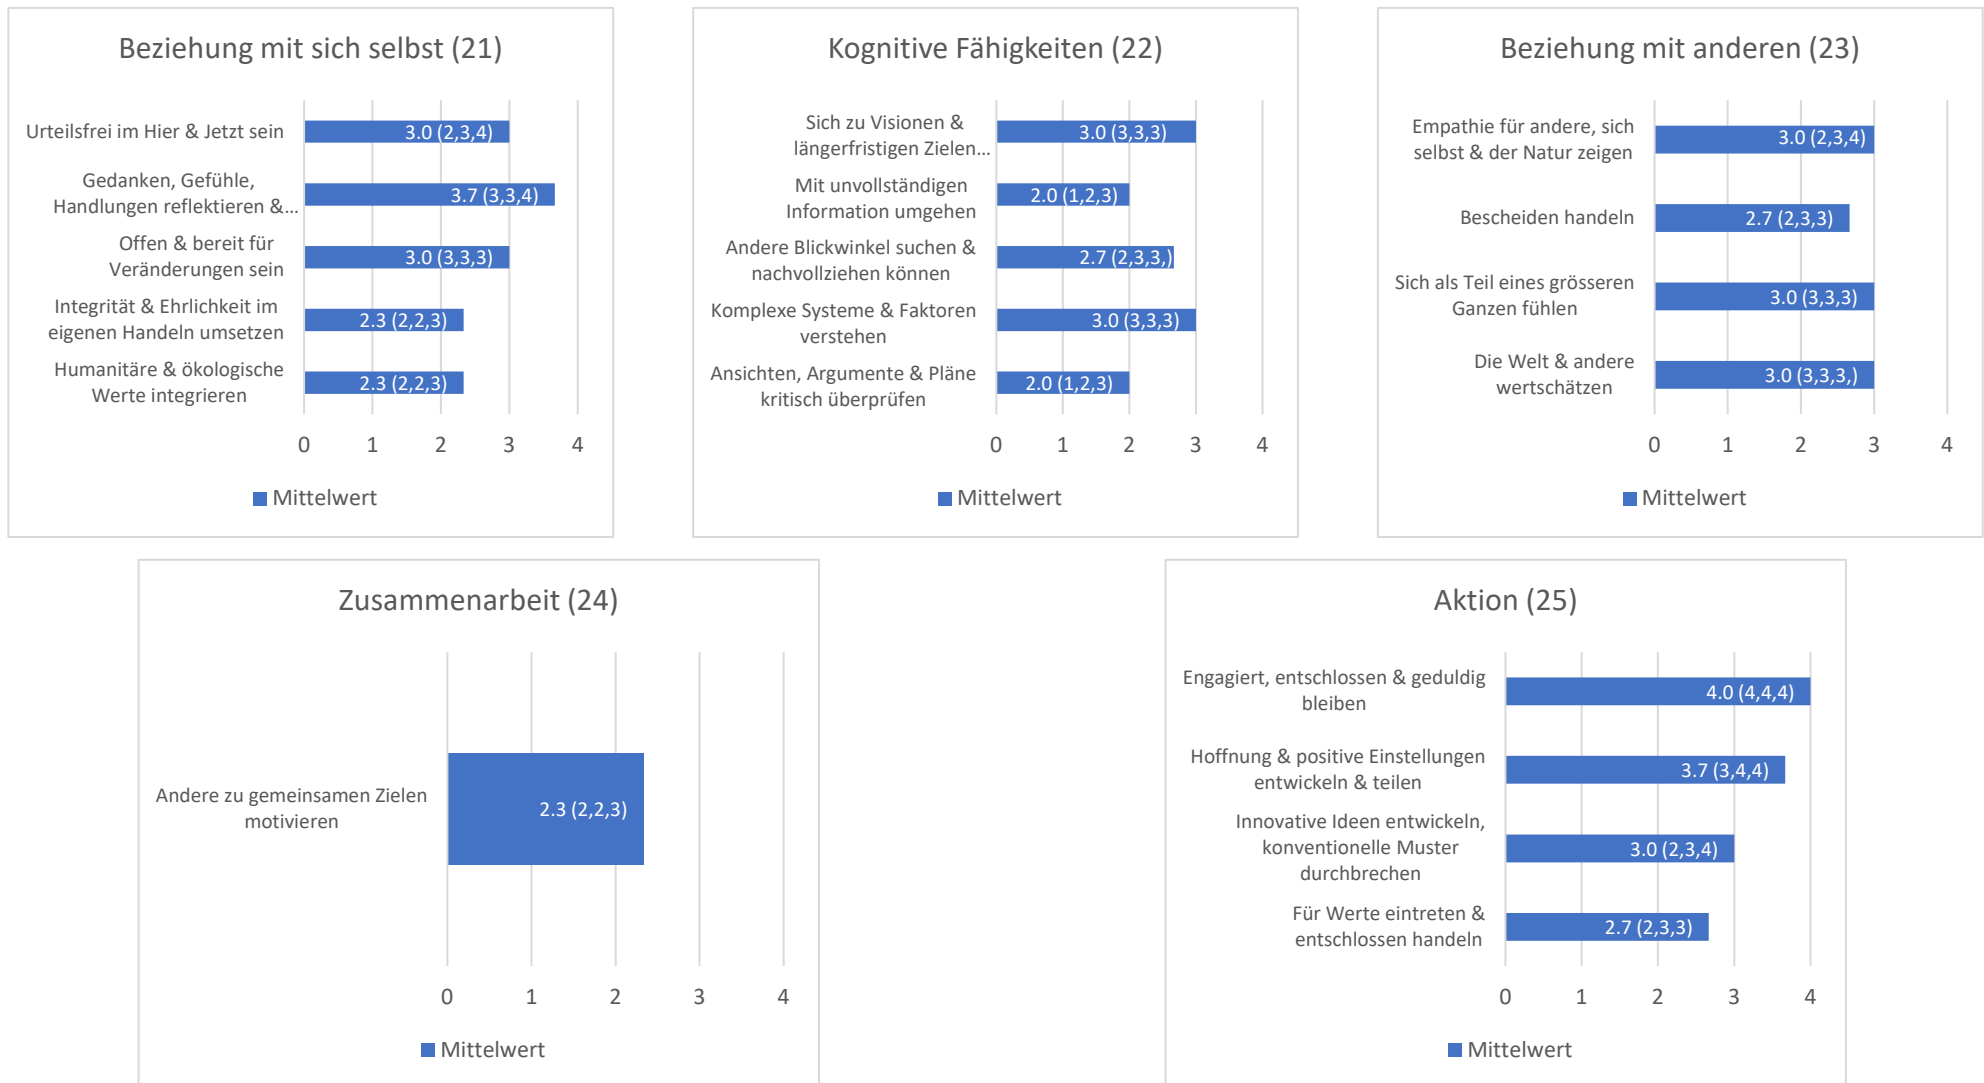 Beziehung mit sich selbst (21)
Urteilsfrei im Hier & Jetzt sein
3.0 (2,3,4)
Gedanken, Gefühle,
Handlungen reflektieren &...
3.7 (3,3,4)
Offen & bereit für
Veränderungen sein
3.0 (3,3,3)
Integrität & Ehrlichkeit im
eigenen Handeln umsetzen
2.3 (2,2,3)
Humanitäre & ökologische
Werte integrieren
2.3 (2,2,3)
0 1 2 3 4
Mittelwert
Kognitive Fähigkeiten (22)
Sich zu Visionen &
längerfristigen Zielen...
3.0 (3,3,3)
Mit unvollständigen
Information umgehen
2.0 (1,2,3)
Andere Blickwinkel suchen &
nachvollziehen können
2.7 (2,3,3,)
Komplexe Systeme & Faktoren
verstehen
3.0 (3,3,3)
Ansichten, Argumente & Pläne
kritisch überprüfen
2.0 (1,2,3)
0 1 2 3 4
Mittelwert
Beziehung mit anderen (23)
Empathie für andere, sich
selbst & der Natur zeigen
3.0 (2,3,4)
Bescheiden handeln
2.7 (2,3,3)
Sich als Teil eines grösseren
Ganzen fühlen
3.0 (3,3,3)
Die Welt & andere
wertschätzen
3.0 (3,3,3,)
0 1 2 3 4
Mittelwert
Zusammenarbeit (24)
Andere zu gemeinsamen Zielen
motivieren
2.3 (2,2,3)
0 1 2 3 4
Mittelwert
Aktion (25)
Engagiert, entschlossen & geduldig
bleiben
4.0 (4,4,4)
Hoffnung & positive Einstellungen
entwickeln & teilen
3.7 (3,4,4)
Innovative Ideen entwickeln,
konventionelle Muster
durchbrechen
3.0 (2,3,4)
Für Werte eintreten &
entschlossen handeln
2.7 (2,3,3)
0 1 2 3 4
Mittelwert